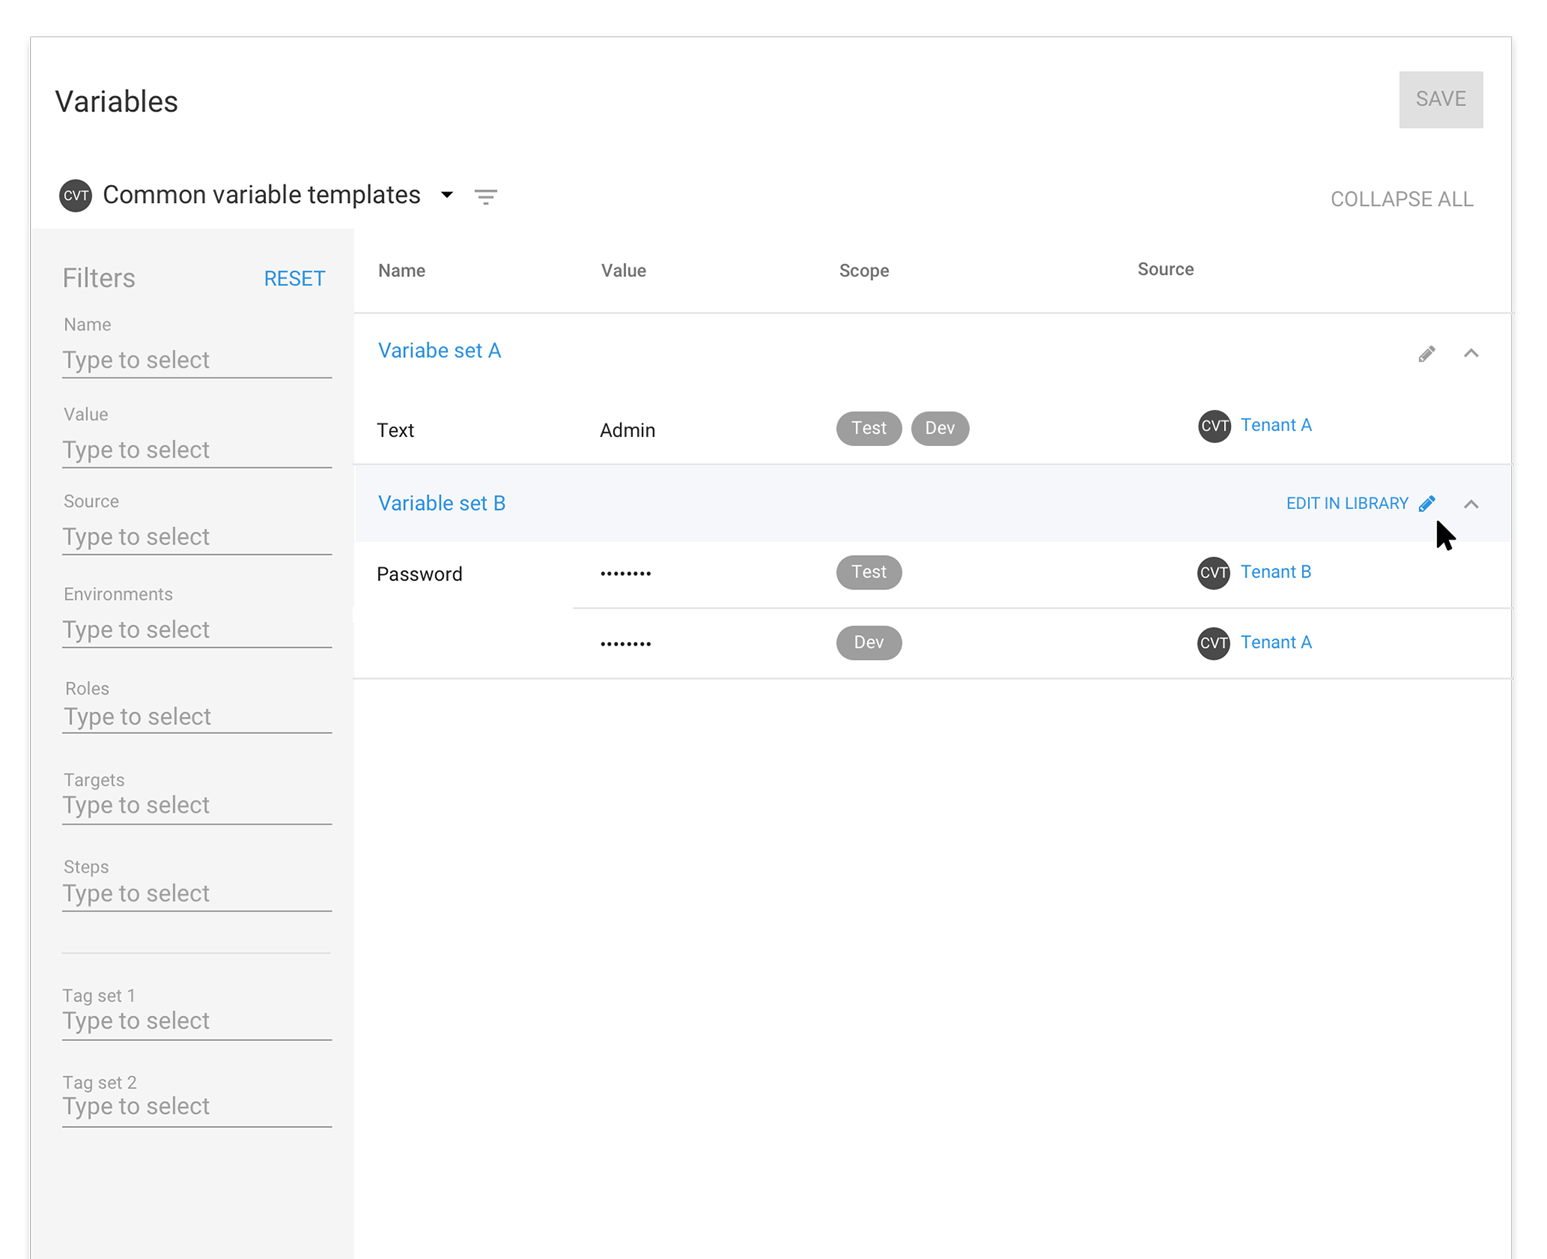 Variables
SAVE
CVT Common variable templates
COLLAPSE ALL
Filters RESET
Name
Type to select
Value
Type to select
Source
Type to select
Environments
Type to select
Roles
Type to select
Targets
Type to select
Steps
Type to select
Tag set 1
Type to select
Tag set 2
Type to select
Name Value Scope Source
Variabe set A
Text Admin Test Dev CVT Tenant A
Variable set B EDIT IN LIBRARY
Password •••••••• Test CVT Tenant B
•••••••• Dev CVT Tenant A